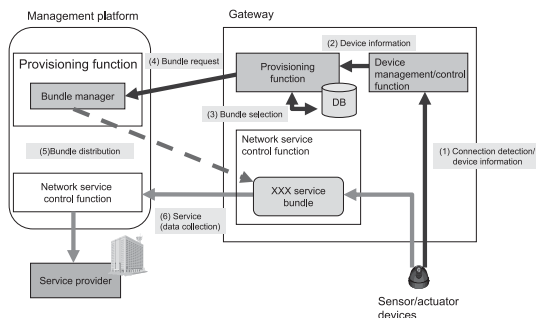 Management platform
Gateway
Provisioning function
Bundle manager
(4) Bundle request
(2) Device information
Provisioning
function
Device
management/control
function
DB
(3) Bundle selection
(5)Bundle distribution
Network service
control function
(1) Connection detection/
device information
Network service
control function
XXX service
bundle
(6) Service
(data collection)
Service provider
Sensor/actuator
devices